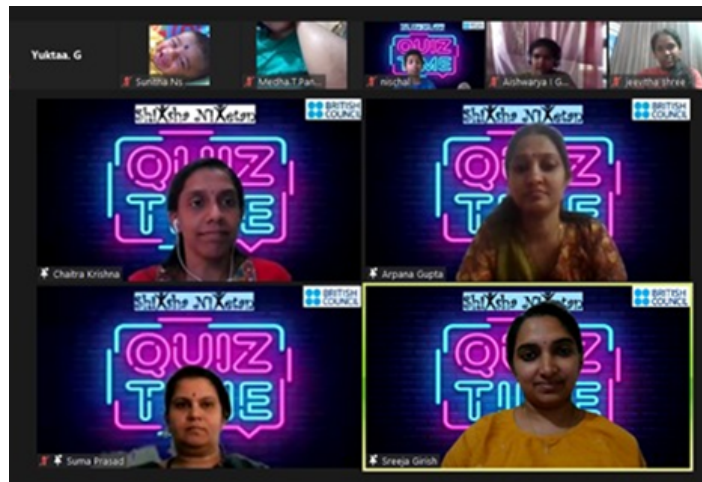 Yuktaa, G
Sunitha Ns
Medha.T.Pan...
nischal
Aishwarya I G...
jeevitha shree
QUIZ
TIME
Shiksha Niketan
BRITISH
COUNCIL
QUIZ
TIME
Chaitra Krishna
Shiksha Niketan
BRITISH
COUNCIL
QUIZ
TIME
Arpana Gupta
Shiksha Niketan
BRITISH
COUNCIL
QUIZ
TIME
Suma Prasad
Shiksha Niketan
BRITISH
COUNCIL
QUIZ
TIME
Sreeja Girish